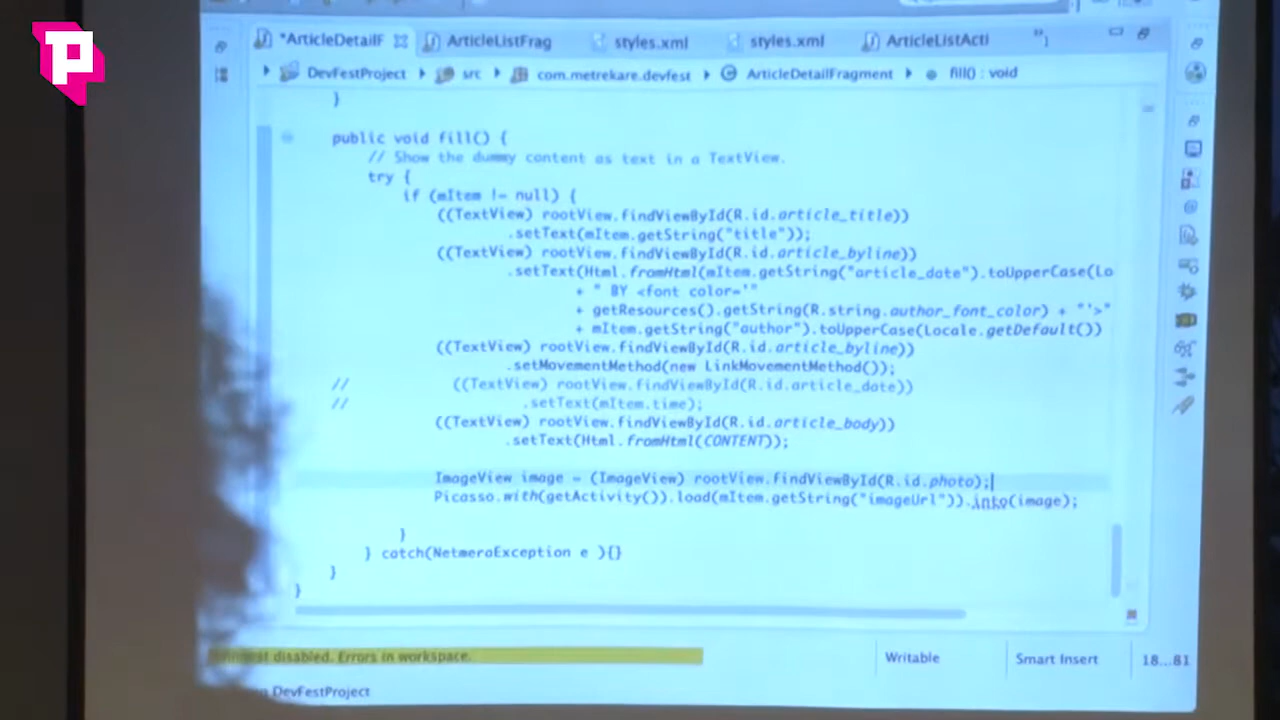 P
*ArticleDetailF ArticleListFrag styles.xml styles.xml ArticleListActi
DevFestProject src com.metrekare.devfest ArticleDetailFragment fill() : void
}
public void fill() {
// Show the dummy content as text in a TextView.
try {
if (mItem != null) {
((TextView) rootView.findViewById(R.id.article_title))
.setText(mItem.getString("title"));
((TextView) rootView.findViewById(R.id.article_byline))
.setText(Html.fromHtml(mItem.getString("article_date").toUpperCase(Lo
+ " BY <font color='"
+ getResources().getString(R.string.author_font_color) + "'>"
+ mItem.getString("author").toUpperCase(Locale.getDefault())
((TextView) rootView.findViewById(R.id.article_byline))
.setMovementMethod(new LinkMovementMethod());
// ((TextView) rootView.findViewById(R.id.article_date))
// .setText(mItem.time);
((TextView) rootView.findViewById(R.id.article_body))
.setText(Html.fromHtml(CONTENT));
ImageView image = (ImageView) rootView.findViewById(R.id.photo);
Picasso.with(getActivity()).load(mItem.getString("imageUrl")).into(image);
}
} catch(NetmeraException e ){}
}
}
disabled. Errors in workspace. Writable Smart Insert 18...81
DevFestProject